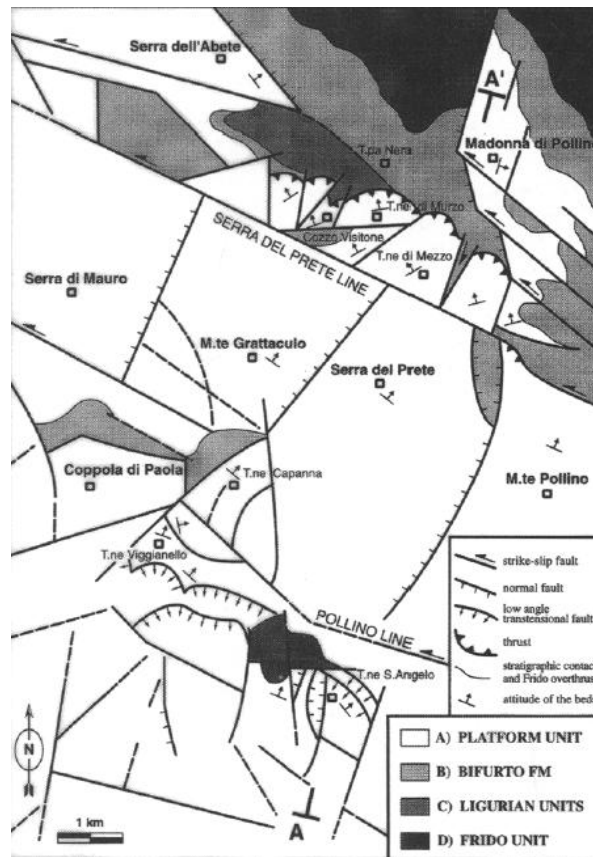 Serra dell'Abete
A'
Madonna di Pollino
T.pa Nera
T.ne di Murzo
Cozzo Visitone
SERRA DEL PRETE LINE
T.ne di Mezzo
Serra di Mauro
M.te Grattaculo
Serra del Prete
Coppola di Paola
T.ne Capanna
M.te Pollino
T.ne Viggianello
POLLINO LINE
T.ne S.Angelo
strike-slip fault
normal fault
low angle
transtensional fault
thrust
stratigraphic contac
and Frido overthrus
attitude of the beds
A) PLATFORM UNIT
B) BIFURTO FM
C) LIGURIAN UNITS
D) FRIDO UNIT
N
1 km
A